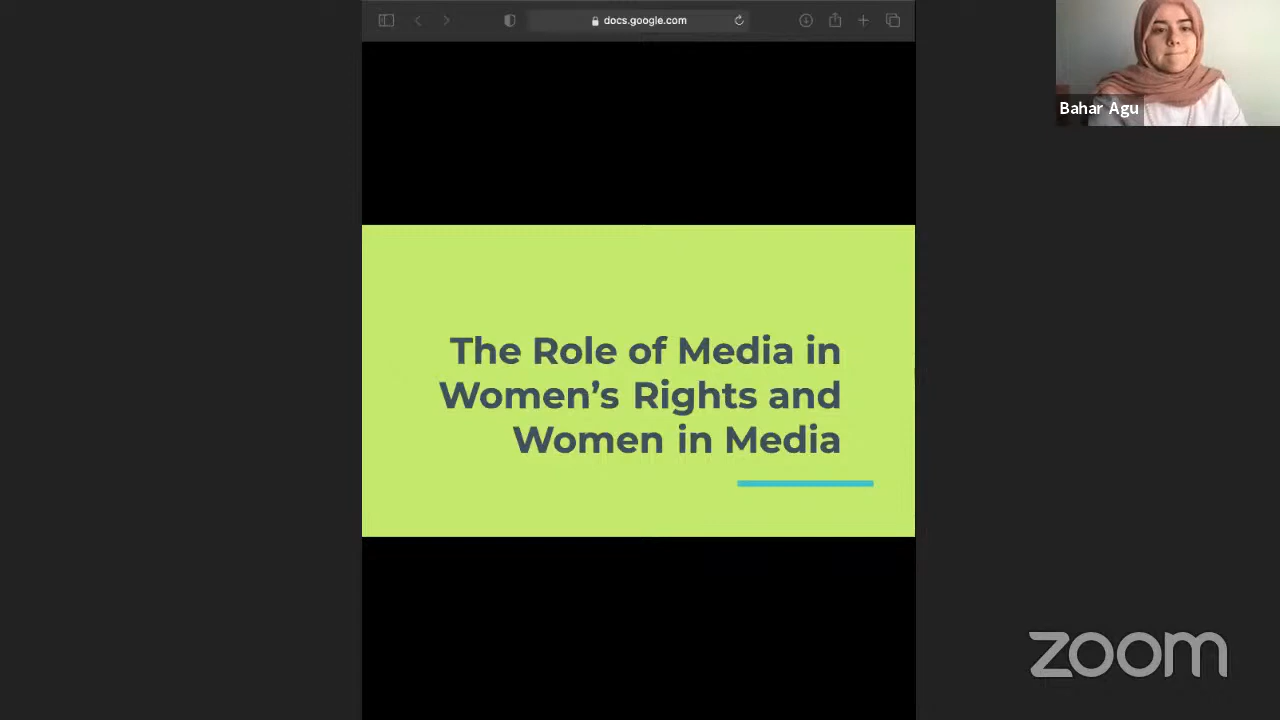 docs.google.com
Bahar Agu
The Role of Media in
Women’s Rights and
Women in Media
zoom